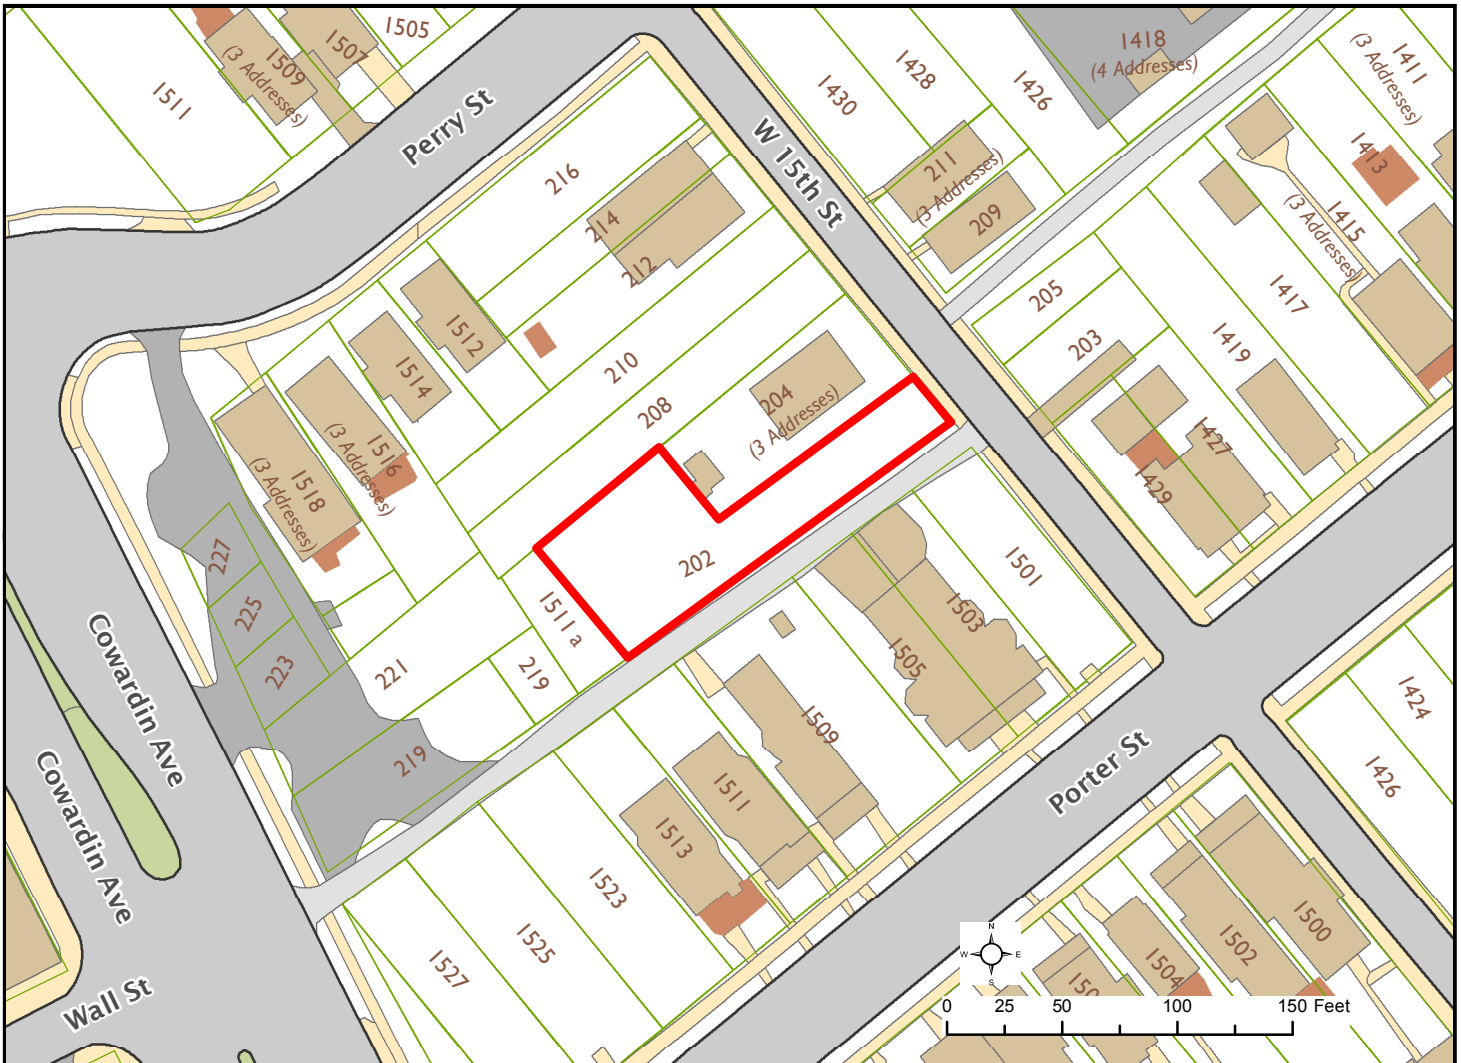 1505
1507
1509
(3 Addresses)
1511
Perry St
1418
(4 Addresses)
1411
(3 Addresses)
1428
1430
1426
1413
W 15th St
211
(3 Addresses)
209
216
214
212
1415
(3 Addresses)
1417
205
203
1419
1512
1514
210
208
204
(3 Addresses)
1516
(3 Addresses)
1518
(3 Addresses)
1427
1429
227
225
223
202
1511 a
1501
1503
1505
221
219
219
Cowardin Ave
Cowardin Ave
1509
1511
1513
1523
1525
1527
Porter St
1424
1426
1500
1502
1504
Wall St
N
W E
S
0 25 50 100 150 Feet